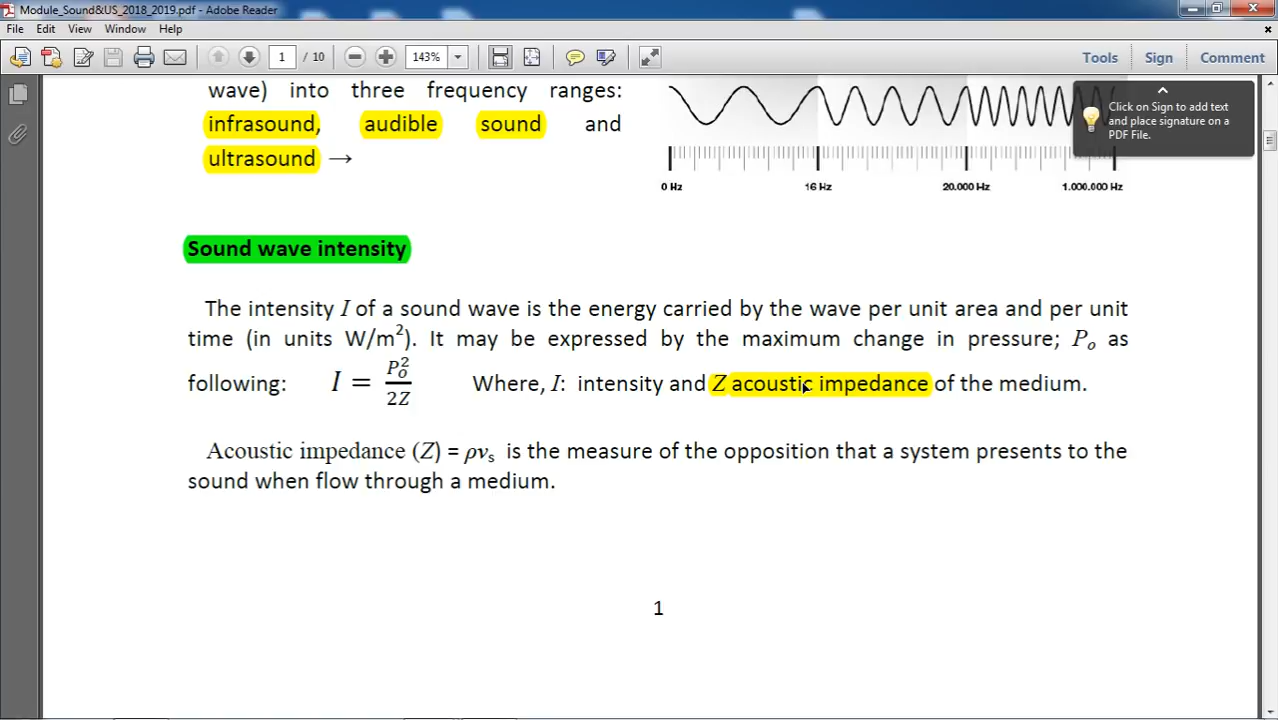 Module_Sound&US_2018_2019.pdf - Adobe Reader
File Edit View Window Help
1 / 10 143% Tools Sign Comment
wave) into three frequency ranges:
infrasound, audible sound and
ultrasound →
Click on Sign to add text
and place signature on a
PDF File.
0 Hz 16 Hz 20.000 Hz 1.000.000 Hz
Sound wave intensity
The intensity I of a sound wave is the energy carried by the wave per unit area and per unit
time (in units W/m²). It may be expressed by the maximum change in pressure; Pₒ as
following: I = Pₒ²/2Z Where, I: intensity and Z acoustic impedance of the medium.
Acoustic impedance (Z) = ρvₛ is the measure of the opposition that a system presents to the
sound when flow through a medium.
1